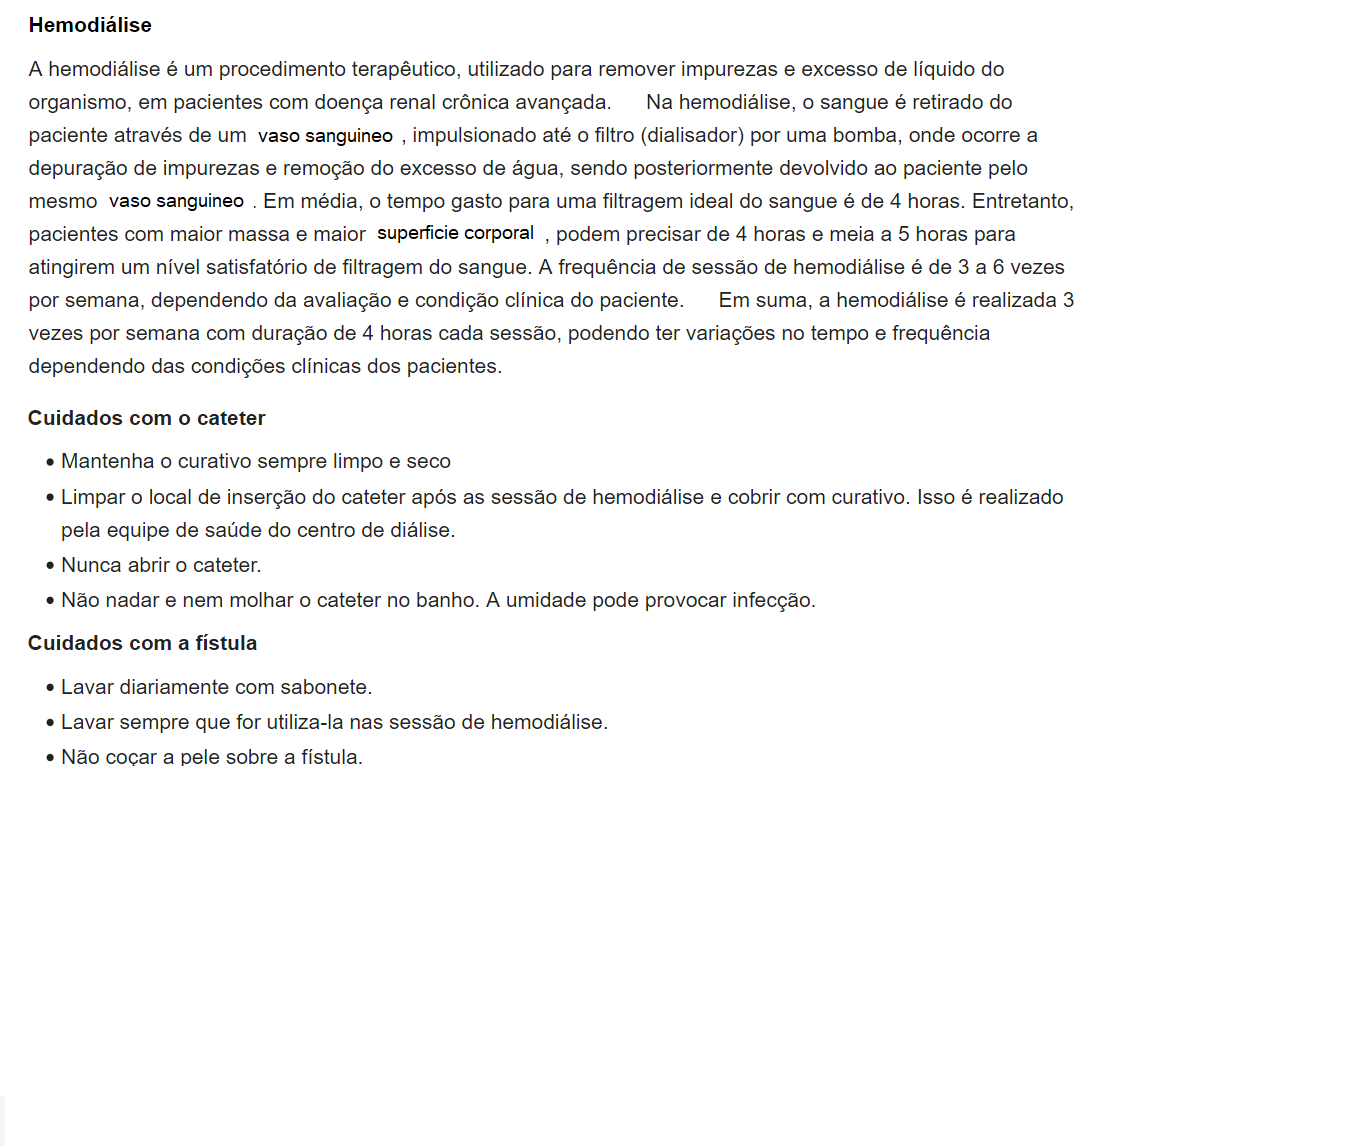 Hemodiálise
A hemodiálise é um procedimento terapêutico, utilizado para remover impurezas e excesso de líquido do
organismo, em pacientes com doença renal crônica avançada. Na hemodiálise, o sangue é retirado do
paciente através de um vaso sanguineo , impulsionado até o filtro (dialisador) por uma bomba, onde ocorre a
depuração de impurezas e remoção do excesso de água, sendo posteriormente devolvido ao paciente pelo
mesmo vaso sanguineo . Em média, o tempo gasto para uma filtragem ideal do sangue é de 4 horas. Entretanto,
pacientes com maior massa e maior superficie corporal , podem precisar de 4 horas e meia a 5 horas para
atingirem um nível satisfatório de filtragem do sangue. A frequência de sessão de hemodiálise é de 3 a 6 vezes
por semana, dependendo da avaliação e condição clínica do paciente. Em suma, a hemodiálise é realizada 3
vezes por semana com duração de 4 horas cada sessão, podendo ter variações no tempo e frequência
dependendo das condições clínicas dos pacientes.
Cuidados com o cateter
• Mantenha o curativo sempre limpo e seco
• Limpar o local de inserção do cateter após as sessão de hemodiálise e cobrir com curativo. Isso é realizado
pela equipe de saúde do centro de diálise.
• Nunca abrir o cateter.
• Não nadar e nem molhar o cateter no banho. A umidade pode provocar infecção.
Cuidados com a fístula
• Lavar diariamente com sabonete.
• Lavar sempre que for utiliza-la nas sessão de hemodiálise.
• Não coçar a pele sobre a fístula.